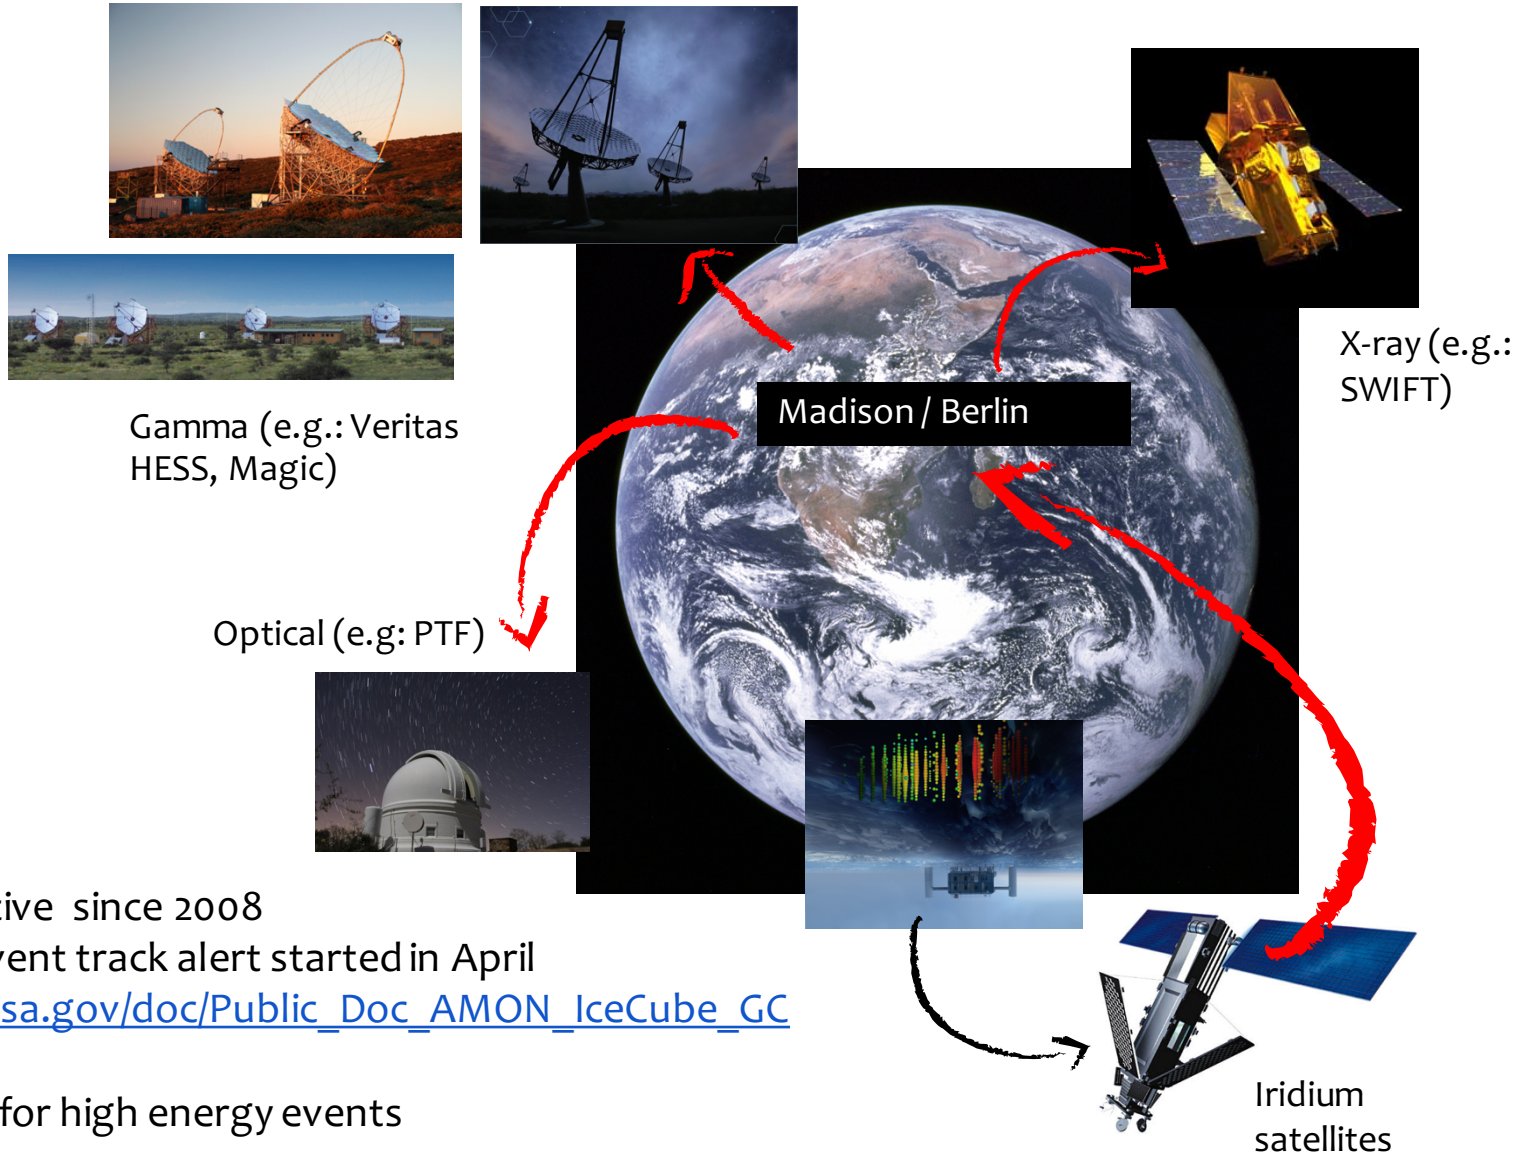 X-ray (e.g.:
SWIFT)
Madison / Berlin
Gamma (e.g.: Veritas
HESS, Magic)
Optical (e.g: PTF)
tive since 2008
vent track alert started in April
sa.gov/doc/Public_Doc_AMON_IceCube_GC
for high energy events
Iridium
satellites